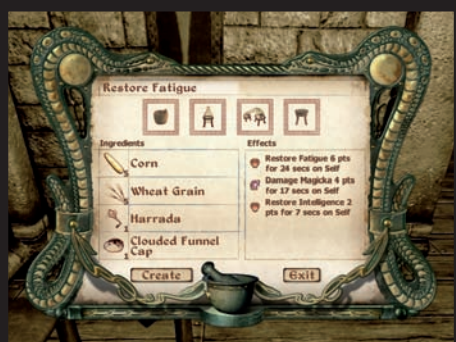 Restore Fatigue
Ingredients
Corn
Wheat Grain
Harrada
1
Clouded Funnel
Cap
1
Effects
Restore Fatigue 6 pts
for 24 secs on Self
Damage Magicka 4 pts
for 17 secs on Self
Restore Intelligence 2
pts for 7 secs on Self
Create
Exit